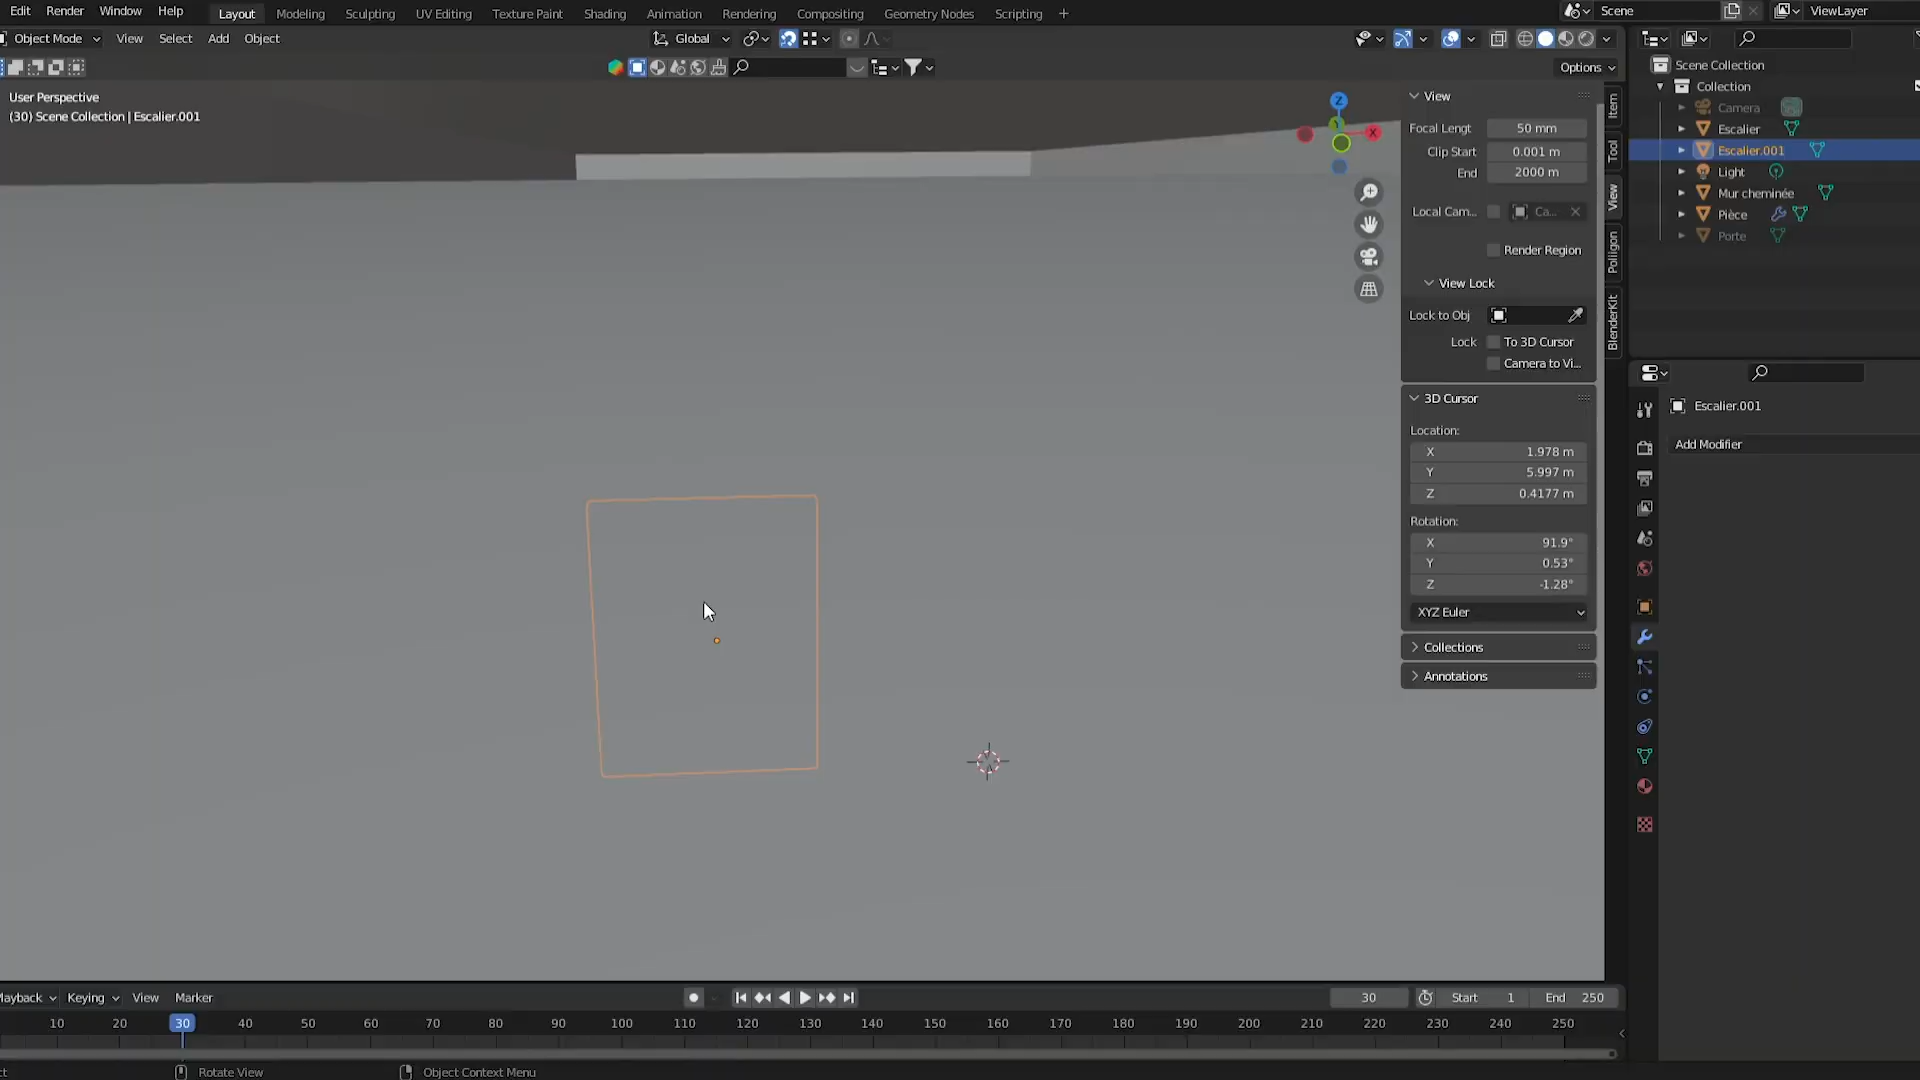 Edit Render Window Help Layout Modeling Sculpting UV Editing Texture Paint Shading Animation Rendering Compositing Geometry Nodes Scripting + Scene ViewLayer
Object Mode View Select Add Object Global
Options
User Perspective
(30) Scene Collection | Escalier.001
Z
X
View
Focal Lengt 50 mm
Clip Start 0.001 m
End 2000 m
Local Cam... Ca...
Render Region
View Lock
Lock to Obj
Lock To 3D Cursor
Camera to Vi...
3D Cursor
Location:
X 1.978 m
Y 5.997 m
Z 0.4177 m
Rotation:
X 91.9°
Y 0.53°
Z -1.28°
XYZ Euler
Collections
Annotations
Item
Tool
View
Poliigon
BlenderKit
Scene Collection
Collection
Camera
Escalier
Escalier.001
Light
Mur cheminée
Pièce
Porte
Escalier.001
Add Modifier
Keying View Marker 30 Start 1 End 250
10 20 30 40 50 60 70 80 90 100 110 120 130 140 150 160 170 180 190 200 210 220 230 240 250
Rotate View Object Context Menu